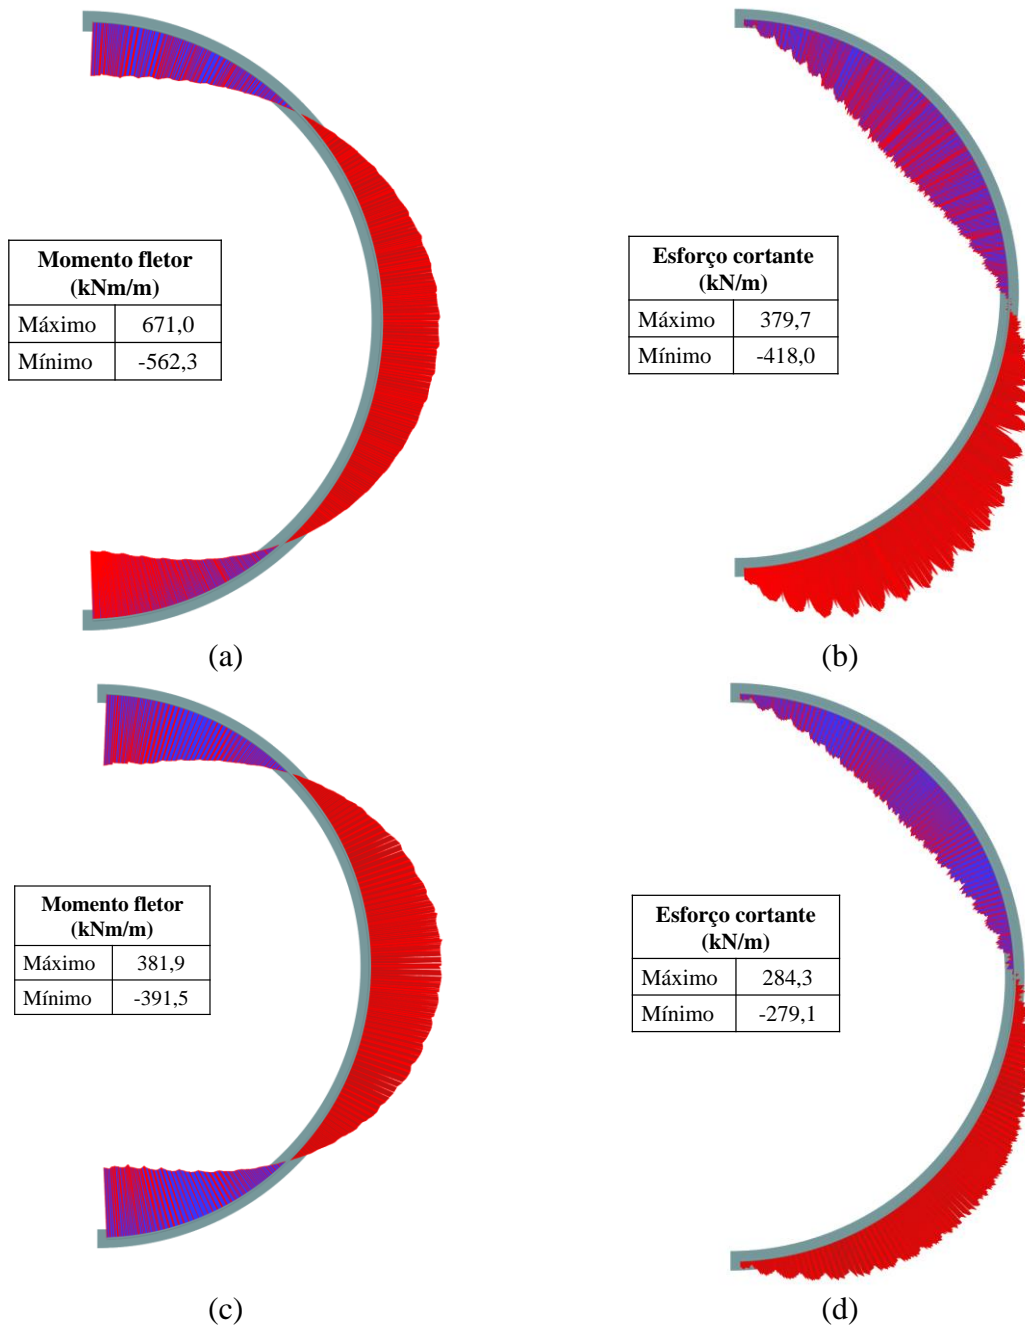 Momento fletor
(kNm/m)
Máximo 671,0
Mínimo -562,3
Esforço cortante
(kN/m)
Máximo 379,7
Mínimo -418,0
(a)
(b)
Momento fletor
(kNm/m)
Máximo 381,9
Mínimo -391,5
Esforço cortante
(kN/m)
Máximo 284,3
Mínimo -279,1
(c)
(d)